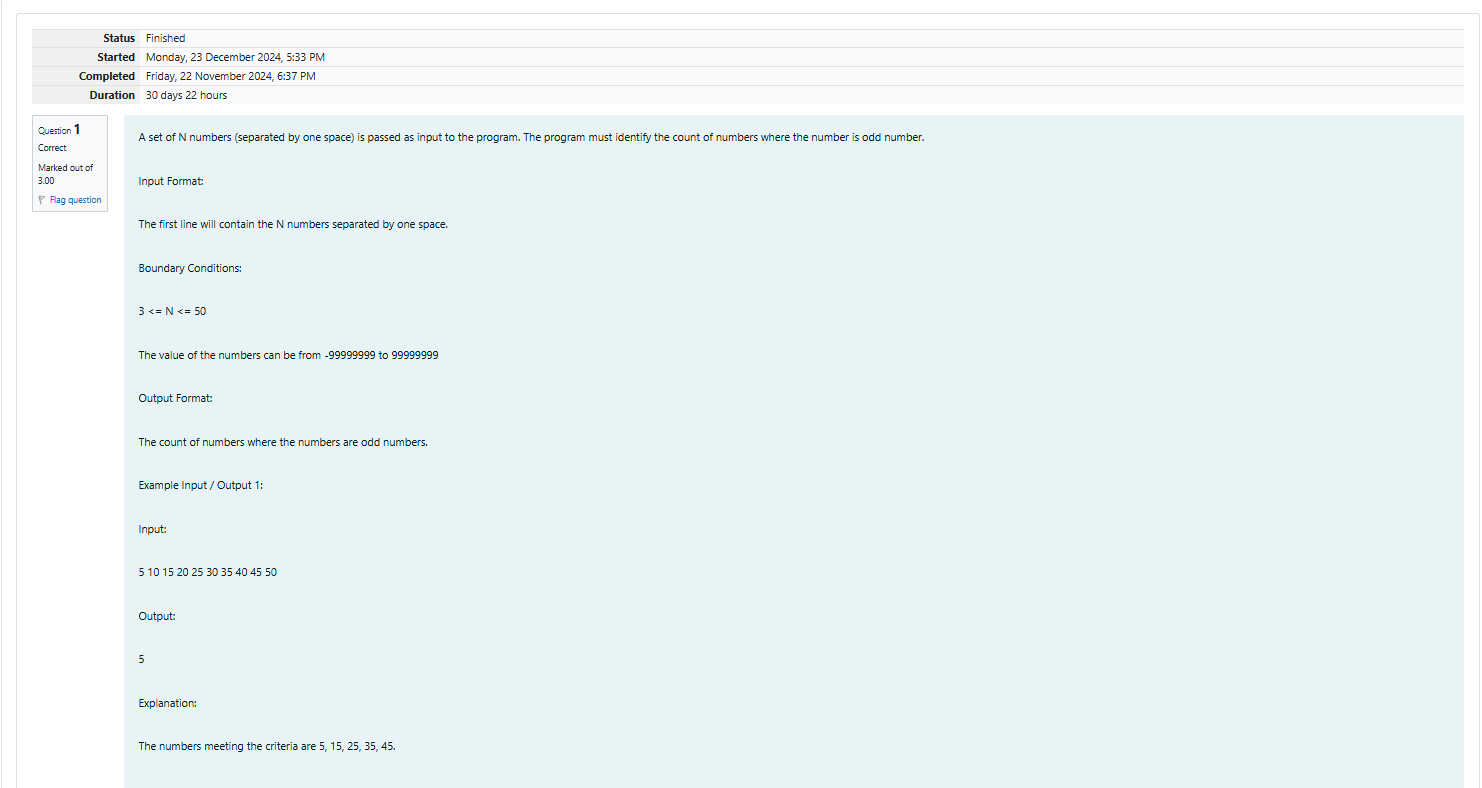 Status Finished
Started Monday, 23 December 2024, 5:33 PM
Completed Friday, 22 November 2024, 6:37 PM
Duration 30 days 22 hours
Question 1
Correct
Marked out of
3.00
Flag question
A set of N numbers (separated by one space) is passed as input to the program. The program must identify the count of numbers where the number is odd number.
Input Format:
The first line will contain the N numbers separated by one space.
Boundary Conditions:
3 <= N <= 50
The value of the numbers can be from -99999999 to 99999999
Output Format:
The count of numbers where the numbers are odd numbers.
Example Input / Output 1:
Input:
5 10 15 20 25 30 35 40 45 50
Output:
5
Explanation:
The numbers meeting the criteria are 5, 15, 25, 35, 45.